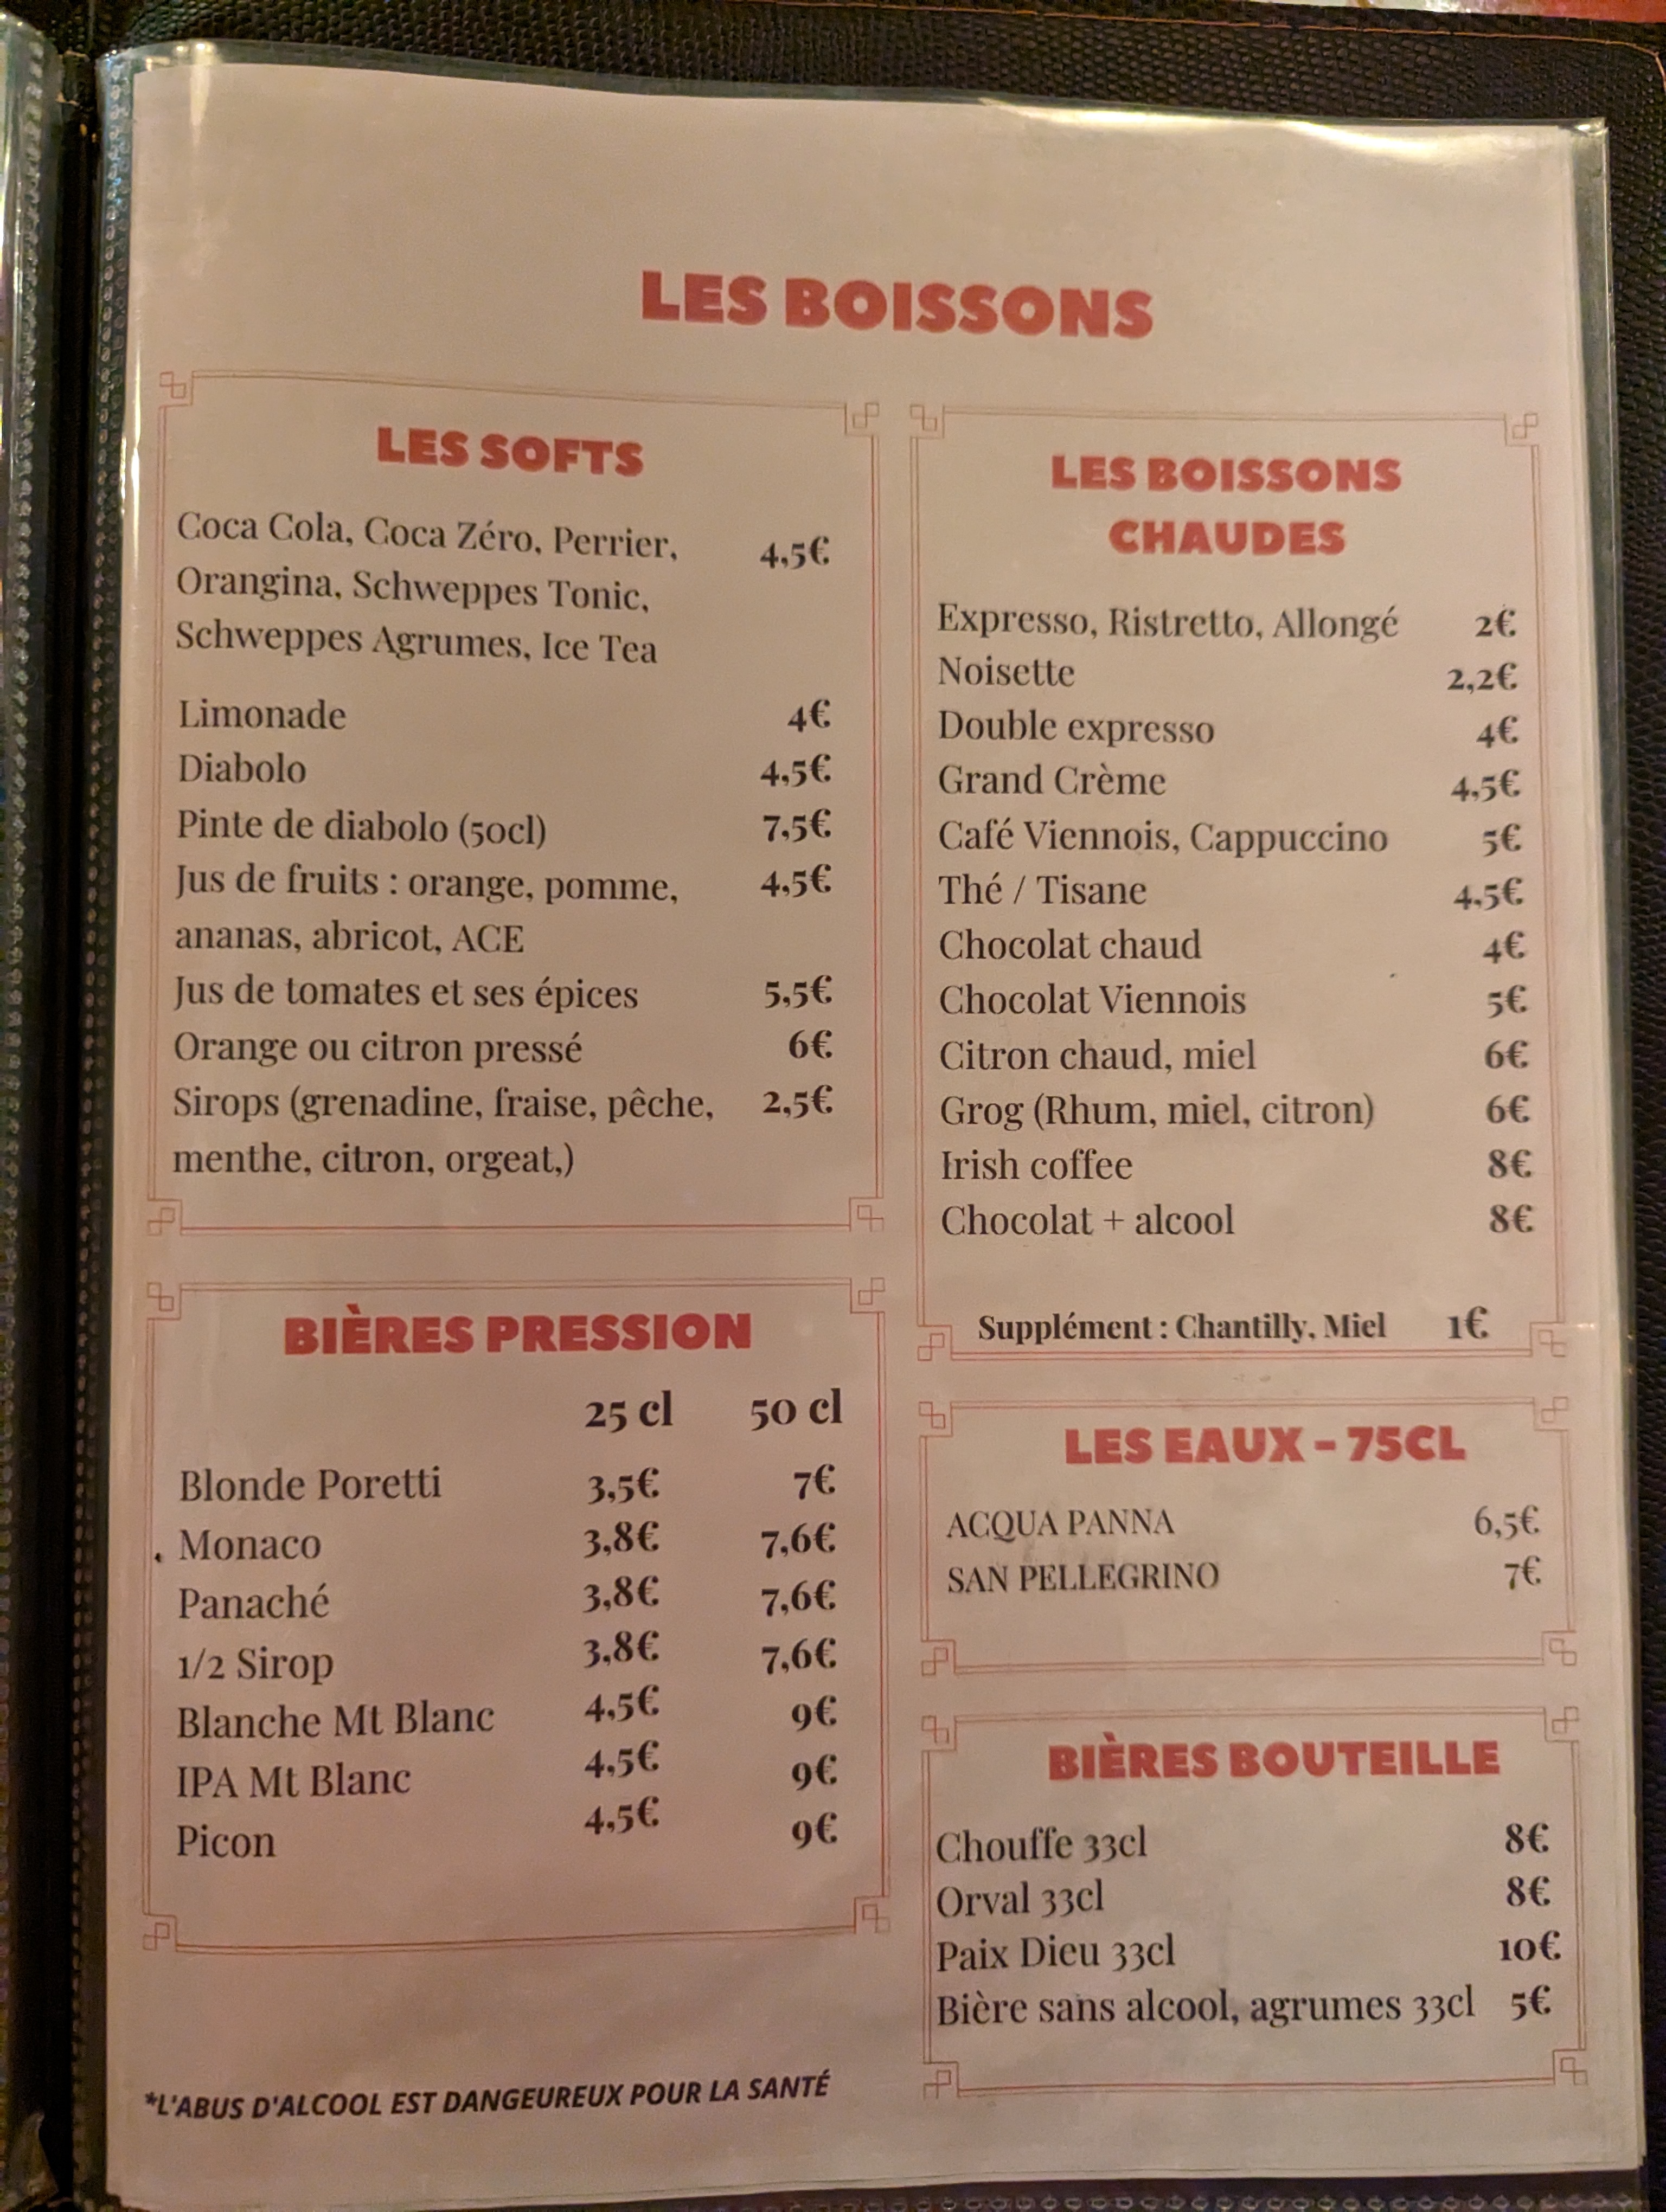 LES BOISSONS
LES SOFTS
Coca Cola, Coca Zéro, Perrier, 4,5€
Orangina, Schweppes Tonic,
Schweppes Agrumes, Ice Tea
Limonade 4€
Diabolo 4,5€
Pinte de diabolo (50cl) 7,5€
Jus de fruits : orange, pomme, 4,5€
ananas, abricot, ACE
Jus de tomates et ses épices 5,5€
Orange ou citron pressé 6€
Sirops (grenadine, fraise, pêche, 2,5€
menthe, citron, orgeat,)
BIÈRES PRESSION
25 cl 50 cl
Blonde Poretti 3,5€ 7€
Monaco 3,8€ 7,6€
Panaché 3,8€ 7,6€
1/2 Sirop 3,8€ 7,6€
Blanche Mt Blanc 4,5€ 9€
IPA Mt Blanc 4,5€ 9€
Picon 4,5€ 9€
*L'ABUS D'ALCOOL EST DANGEUREUX POUR LA SANTÉ
LES BOISSONS
CHAUDES
Expresso, Ristretto, Allongé 2€
Noisette 2,2€
Double expresso 4€
Grand Crème 4,5€
Café Viennois, Cappuccino 5€
Thé / Tisane 4,5€
Chocolat chaud 4€
Chocolat Viennois 5€
Citron chaud, miel 6€
Grog (Rhum, miel, citron) 6€
Irish coffee 8€
Chocolat + alcool 8€
Supplément : Chantilly, Miel 1€
LES EAUX - 75CL
ACQUA PANNA 6,5€
SAN PELLEGRINO 7€
BIÈRES BOUTEILLE
Chouffe 33cl 8€
Orval 33cl 8€
Paix Dieu 33cl 10€
Bière sans alcool, agrumes 33cl 5€